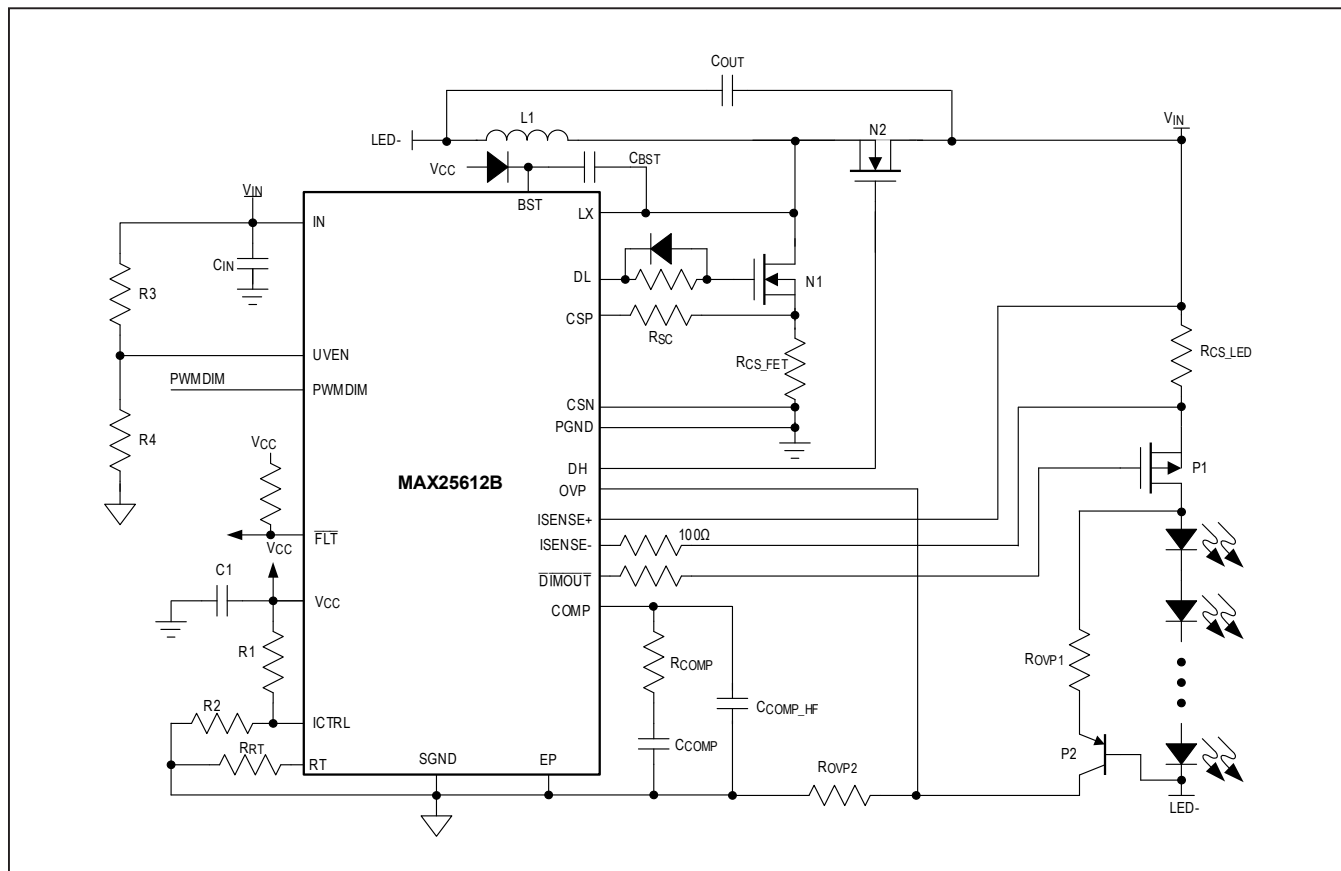 COUT
VIN
LED-
L1
N2
VCC
CBST
BST
VIN
IN
LX
CIN
R3
DL
N1
CSP
RSC
RCS_LED
UVEN
RCS_FET
PWMDIM
PWMDIM
CSN
R4
PGND
VCC
DH
P1
MAX25612B
OVP
ISENSE+
FLT
100Ω
ISENSE-
VCC
DIMOUT
C1
VCC
COMP
R1
RCOMP
ROVP1
R2
ICTRL
CCOMP_HF
RRT
CCOMP
RT
SGND
EP
ROVP2
P2
LED-